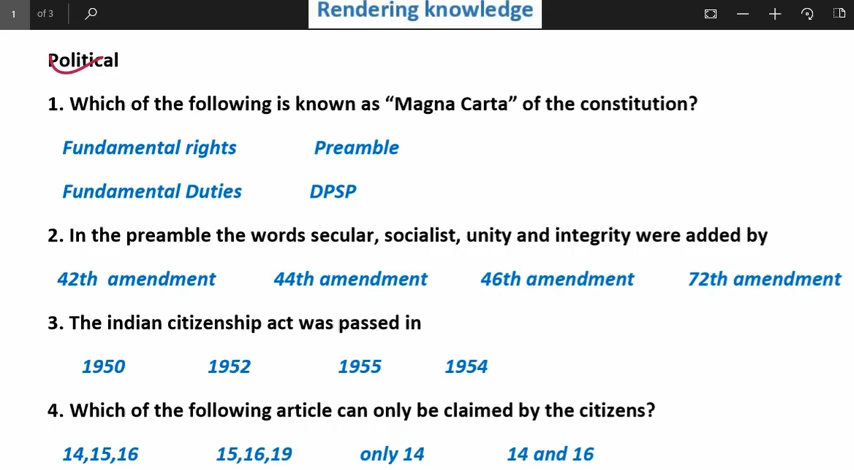 1 of 3
Rendering knowledge
Political
1. Which of the following is known as “Magna Carta” of the constitution?
Fundamental rights Preamble
Fundamental Duties DPSP
2. In the preamble the words secular, socialist, unity and integrity were added by
42th amendment 44th amendment 46th amendment 72th amendment
3. The indian citizenship act was passed in
1950 1952 1955 1954
4. Which of the following article can only be claimed by the citizens?
14,15,16 15,16,19 only 14 14 and 16